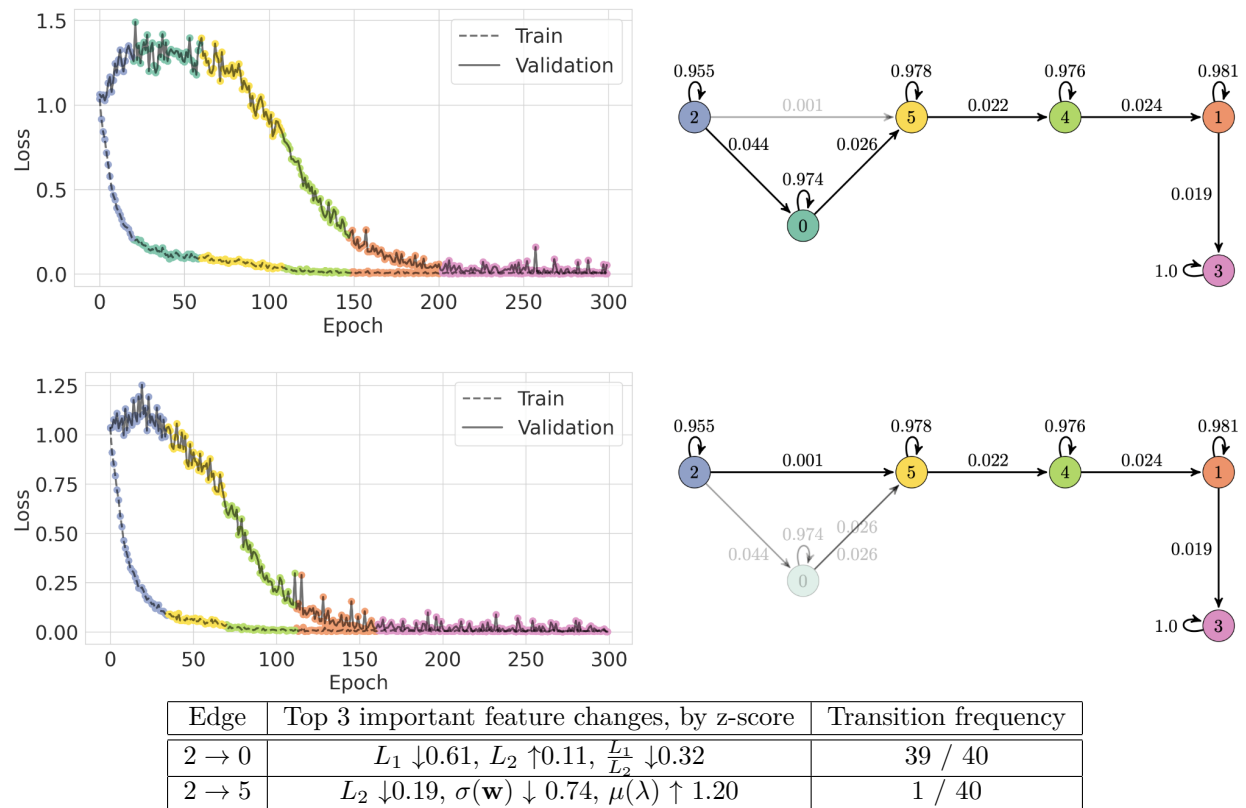 1.5
1.0
0.5
0.0
Loss
0 50 100 150 200 250 300
Epoch
Train
Validation
0.955 0.978 0.976 0.981
2 0.001 5 0.022 4 0.024 1
0.044 0.026
0.974
0
0.019
1.0 3
1.25
1.00
0.75
0.50
0.25
0.00
Loss
0 50 100 150 200 250 300
Epoch
Train
Validation
0.955 0.978 0.976 0.981
2 0.001 5 0.022 4 0.024 1
0.974 0.026
0.044 0.026
0
0.019
1.0 3
Edge Top 3 important feature changes, by z-score Transition frequency
2 → 0 L₁ ↓0.61, L₂ ↑0.11, L₁/L₂ ↓0.32 39 / 40
2 → 5 L₂ ↓0.19, σ(w) ↓ 0.74, μ(λ) ↑ 1.20 1 / 40